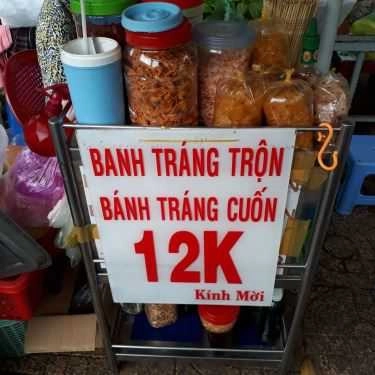 BANH TRÁNG TRỘN
BÁNH TRÁNG CUỐN
12K
Kính Mời